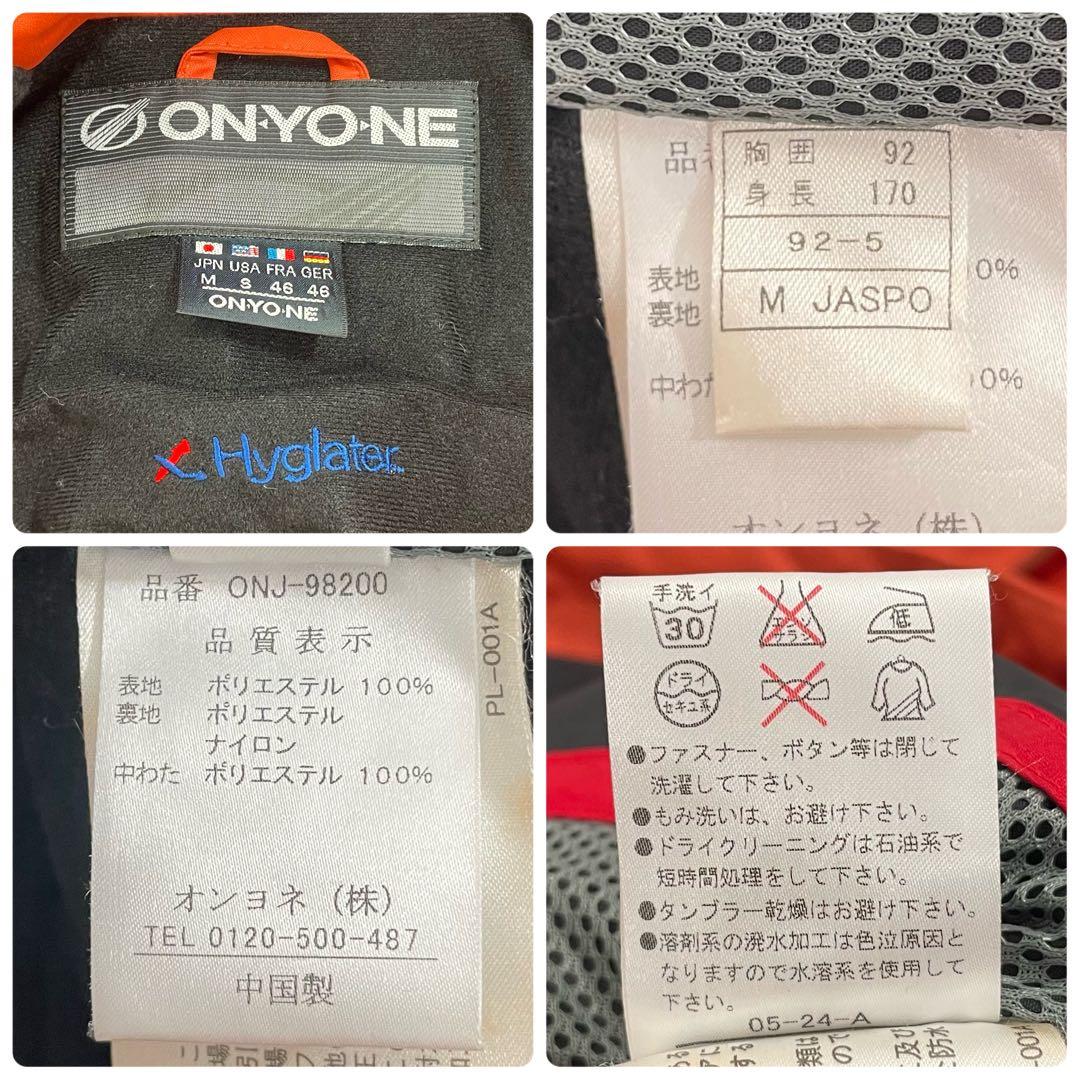 ON・YO・NE
JPN USA FRA GER
M S 46 46
ON・YO・NE
Hyglater
品
胸囲 92
身長 170
92-5
M JASPO
表地 0%
裏地
中わた 00%
オンヨネ（株）
品番 ONJ-98200
品質表示
表地 ポリエステル 100%
裏地 ポリエステル
ナイロン
中わた ポリエステル 100%
オンヨネ（株）
TEL 0120-500-487
中国製
PL-001A
手洗イ
30
エンソ
サラシ
低
ドライ
セキユ系
●ファスナー、ボタン等は閉じて
洗濯して下さい。
●もみ洗いは、お避け下さい。
●ドライクリーニングは石油系で
短時間処理をして下さい。
●タンブラー乾燥はお避け下さい。
●溶剤系の廃水加工は色泣原因と
なりますので水溶系を使用して
下さい。
05-24-A